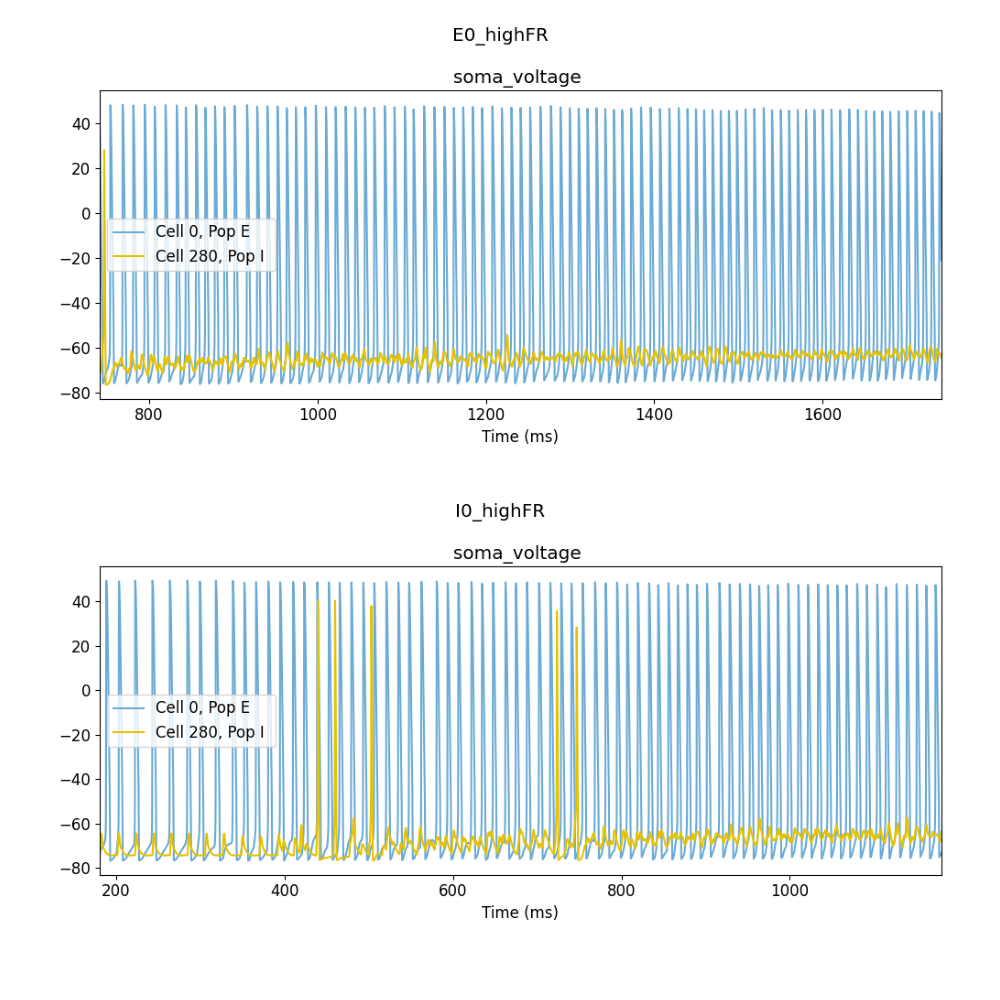 E0_highFR
soma_voltage
40
20
0
−20
−40
−60
−80
Cell 0, Pop E
Cell 280, Pop I
800 1000 1200 1400 1600
Time (ms)
I0_highFR
soma_voltage
40
20
0
−20
−40
−60
−80
Cell 0, Pop E
Cell 280, Pop I
200 400 600 800 1000
Time (ms)